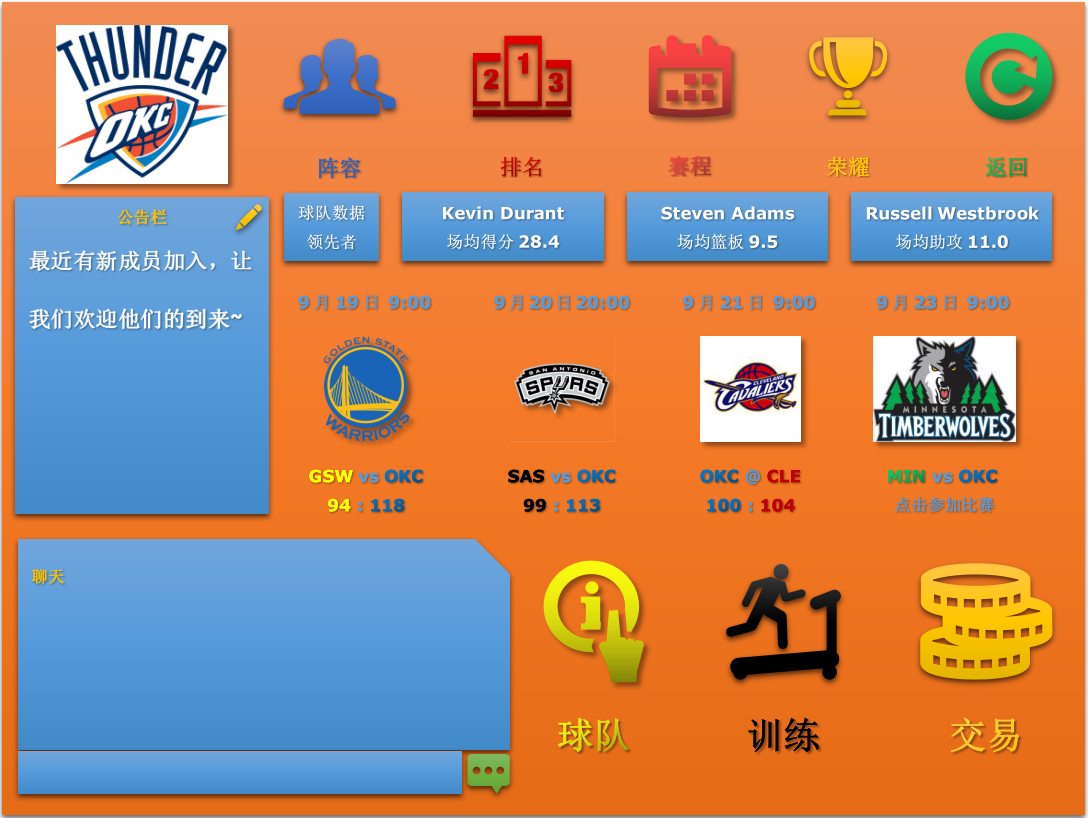 THUNDER
OKC
1
2
3
阵容
排名
赛程
荣耀
返回
公告栏
最近有新成员加入，让
我们欢迎他们的到来~
球队数据
领先者
Kevin Durant
场均得分 28.4
Steven Adams
场均篮板 9.5
Russell Westbrook
场均助攻 11.0
9月19日 9:00
9月20日20:00
9月21日 9:00
9月23日 9:00
GOLDEN STATE
WARRIORS
SAN ANTONIO
SPURS
CLEVELAND
CAVALIERS
MINNESOTA
TIMBERWOLVES
GSW vs OKC
94 : 118
SAS vs OKC
99 : 113
OKC @ CLE
100 : 104
MIN vs OKC
点击参加比赛
聊天
i
球队
训练
交易